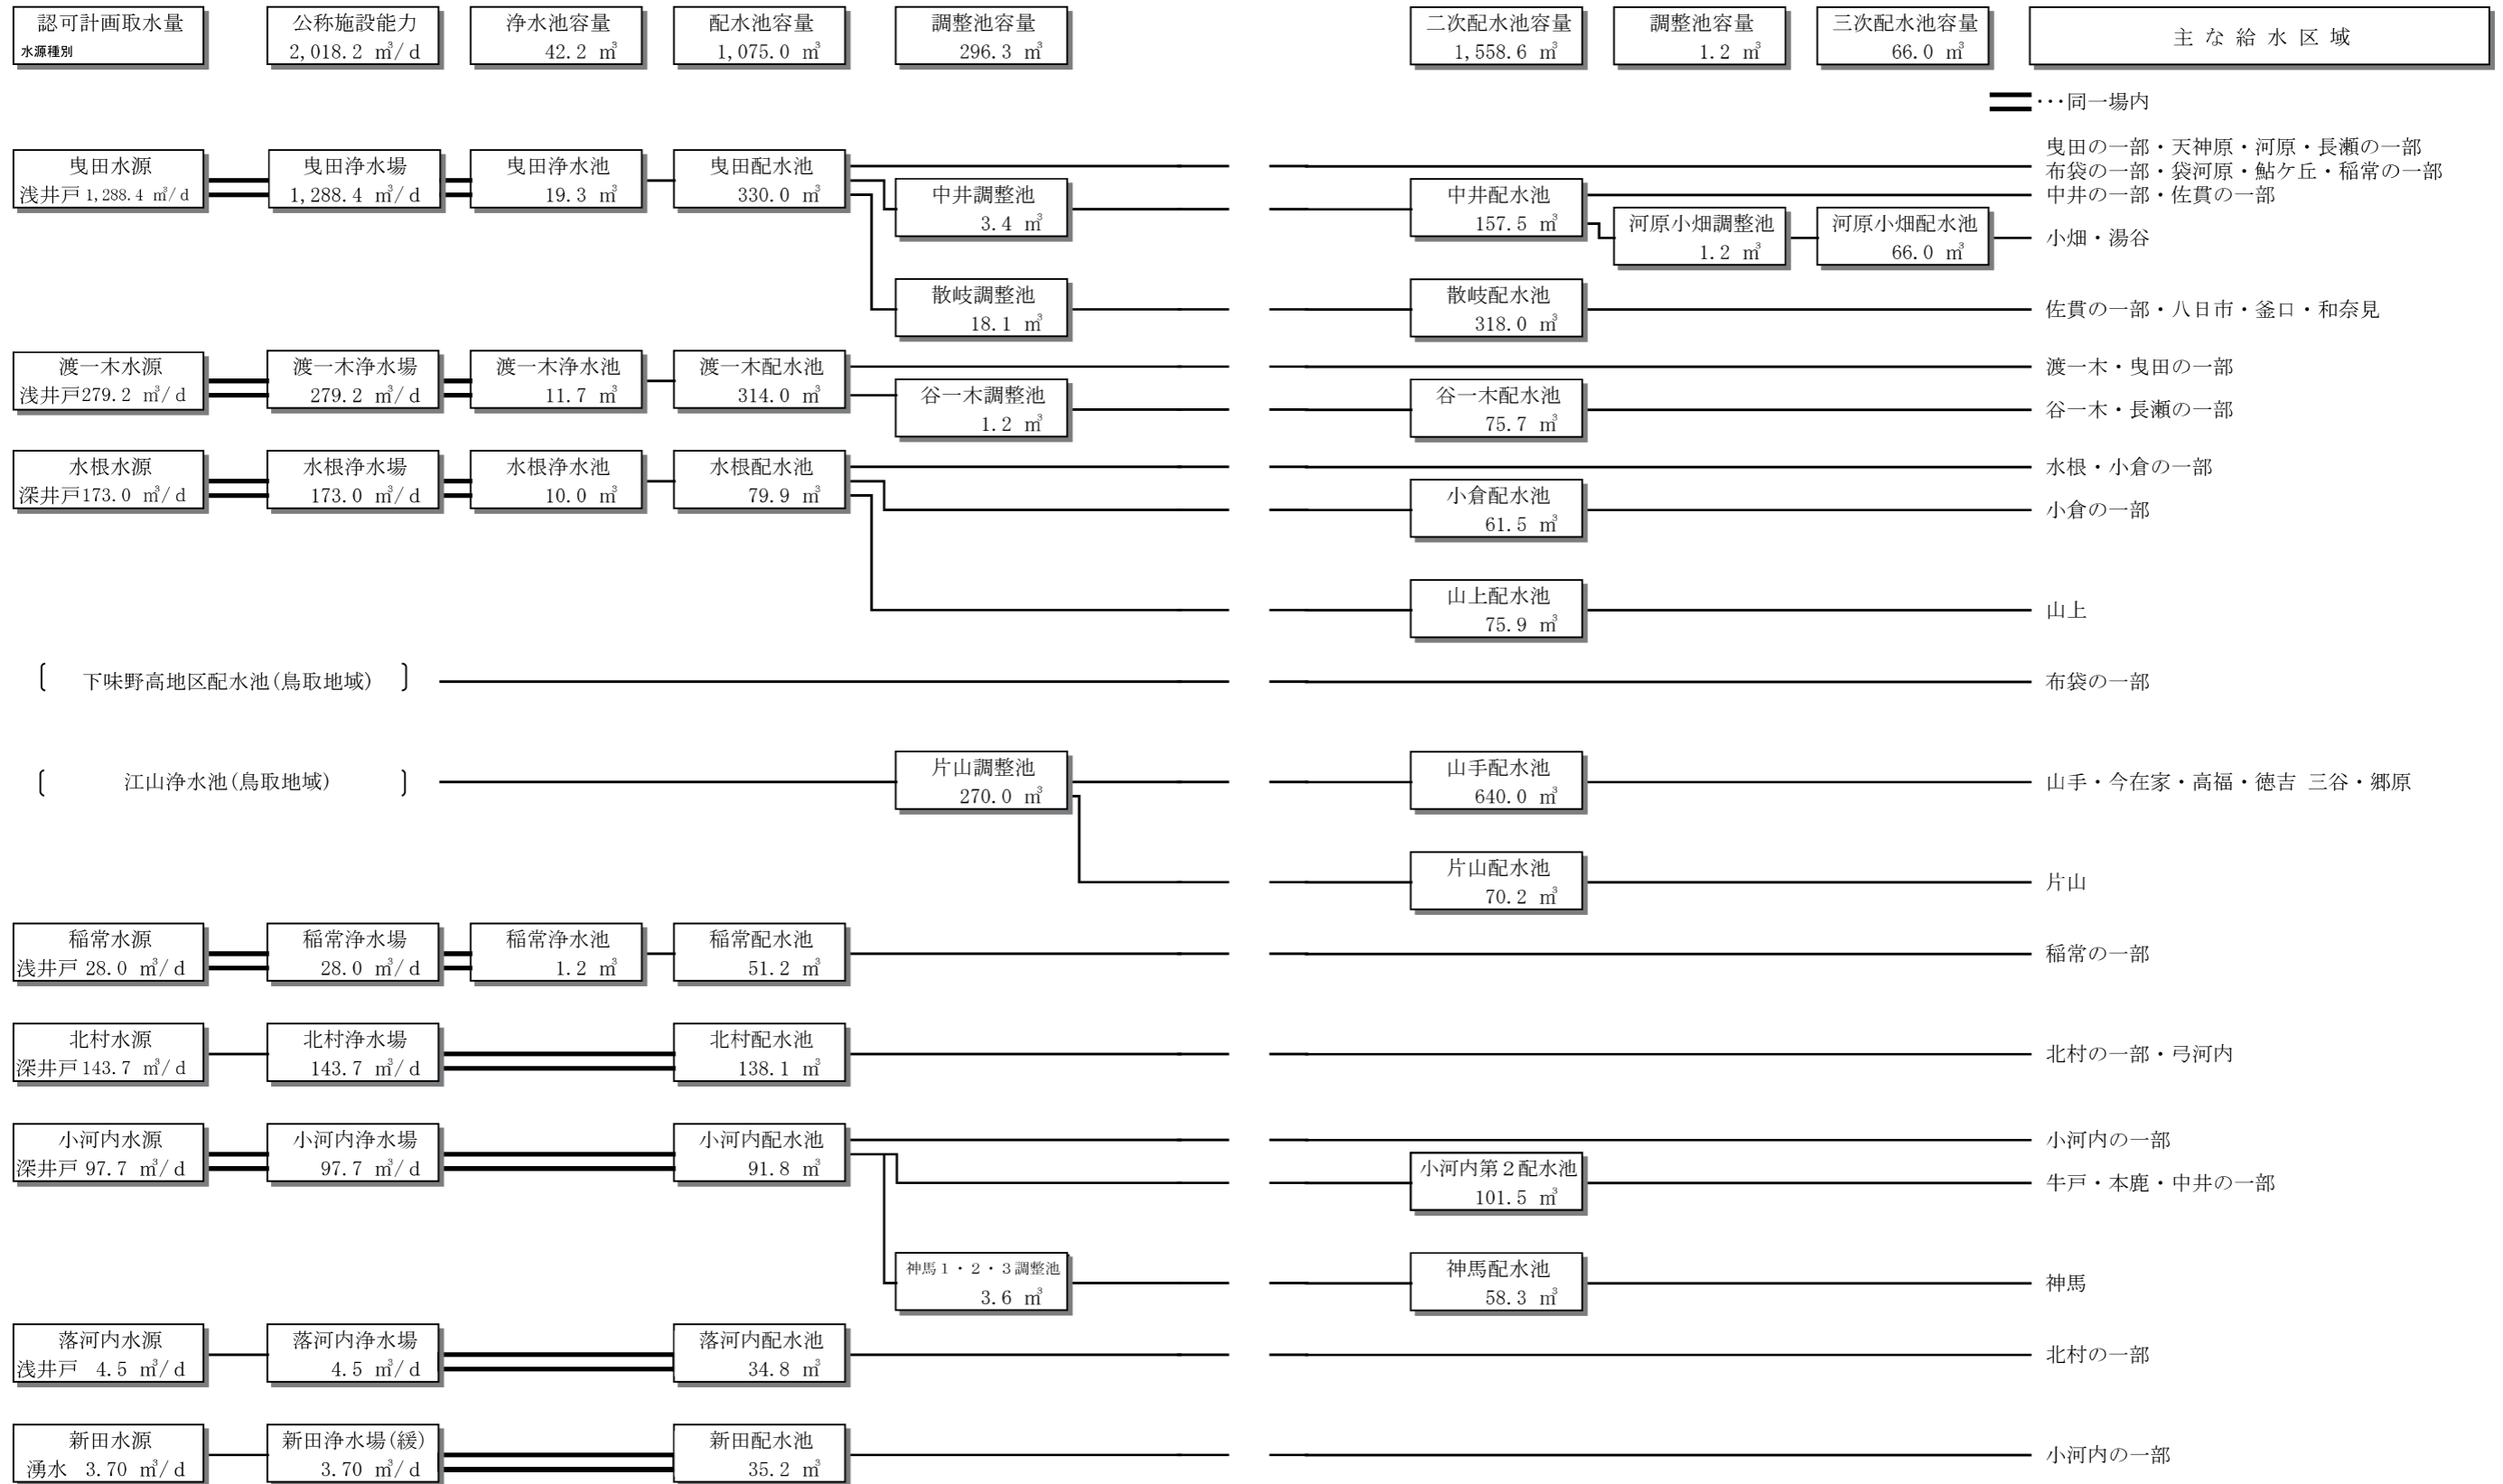 認可計画取水量
水源種別
公称施設能力
2,018.2 ㎥/d
浄水池容量
42.2 ㎥
配水池容量
1,075.0 ㎥
調整池容量
296.3 ㎥
二次配水池容量
1,558.6 ㎥
調整池容量
1.2 ㎥
三次配水池容量
66.0 ㎥
主な給水区域
･･･同一場内
曳田水源
浅井戸 1,288.4 ㎥/d
曳田浄水場
1,288.4 ㎥/d
曳田浄水池
19.3 ㎥
曳田配水池
330.0 ㎥
曳田の一部・天神原・河原・長瀬の一部
布袋の一部・袋河原・鮎ケ丘・稲常の一部
中井調整池
3.4 ㎥
中井配水池
157.5 ㎥
中井の一部・佐貫の一部
河原小畑調整池
1.2 ㎥
河原小畑配水池
66.0 ㎥
小畑・湯谷
散岐調整池
18.1 ㎥
散岐配水池
318.0 ㎥
佐貫の一部・八日市・釜口・和奈見
渡一木水源
浅井戸279.2 ㎥/d
渡一木浄水場
279.2 ㎥/d
渡一木浄水池
11.7 ㎥
渡一木配水池
314.0 ㎥
渡一木・曳田の一部
谷一木調整池
1.2 ㎥
谷一木配水池
75.7 ㎥
谷一木・長瀬の一部
水根水源
深井戸173.0 ㎥/d
水根浄水場
173.0 ㎥/d
水根浄水池
10.0 ㎥
水根配水池
79.9 ㎥
水根・小倉の一部
小倉配水池
61.5 ㎥
小倉の一部
山上配水池
75.9 ㎥
山上
〔 下味野高地区配水池(鳥取地域) 〕
布袋の一部
〔 江山浄水池(鳥取地域) 〕
片山調整池
270.0 ㎥
山手配水池
640.0 ㎥
山手・今在家・高福・徳吉 三谷・郷原
片山配水池
70.2 ㎥
片山
稲常水源
浅井戸 28.0 ㎥/d
稲常浄水場
28.0 ㎥/d
稲常浄水池
1.2 ㎥
稲常配水池
51.2 ㎥
稲常の一部
北村水源
深井戸143.7 ㎥/d
北村浄水場
143.7 ㎥/d
北村配水池
138.1 ㎥
北村の一部・弓河内
小河内水源
深井戸 97.7 ㎥/d
小河内浄水場
97.7 ㎥/d
小河内配水池
91.8 ㎥
小河内の一部
小河内第２配水池
101.5 ㎥
牛戸・本鹿・中井の一部
神馬１・２・３調整池
3.6 ㎥
神馬配水池
58.3 ㎥
神馬
落河内水源
浅井戸 4.5 ㎥/d
落河内浄水場
4.5 ㎥/d
落河内配水池
34.8 ㎥
北村の一部
新田水源
湧水 3.70 ㎥/d
新田浄水場(緩)
3.70 ㎥/d
新田配水池
35.2 ㎥
小河内の一部